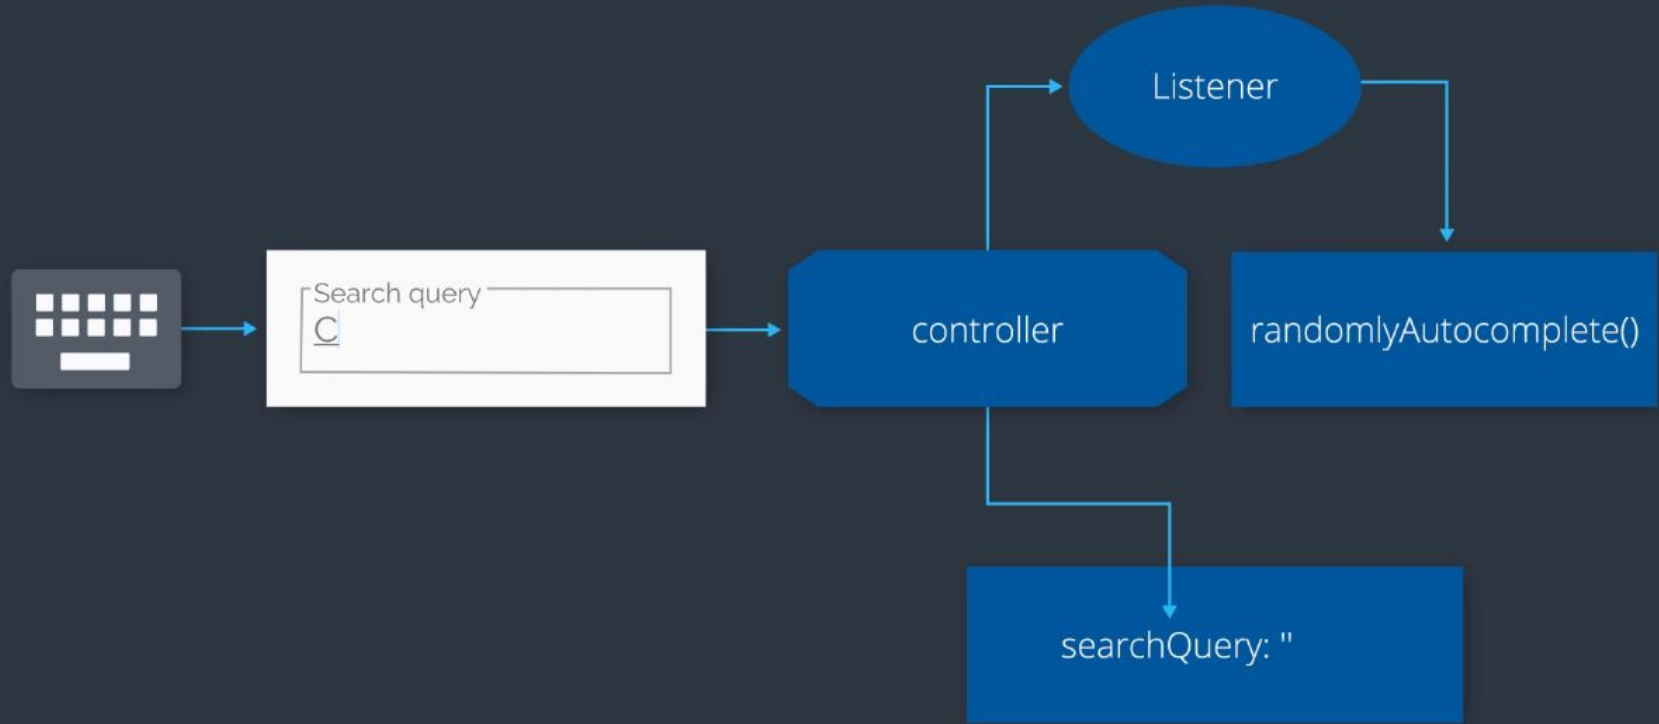 Listener
Search query
C
controller
randomlyAutocomplete()
searchQuery: "